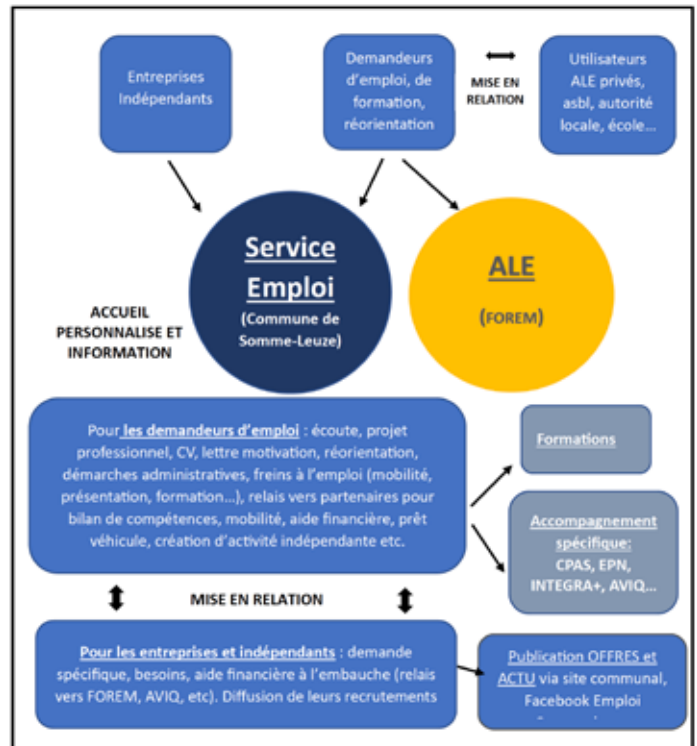 Entreprises
Indépendants
Demandeurs
d'emploi, de
formation,
réorientation
MISE EN
RELATION
Utilisateurs
ALE privés,
asbl, autorité
locale, école...
Service
Emploi
(Commune de
Somme-Leuze)
ALE
(FOREM)
ACCUEIL
PERSONNALISE ET
INFORMATION
Pour les demandeurs d'emploi : écoute, projet
professionnel, CV, lettre motivation, réorientation,
démarches administratives, freins à l'emploi (mobilité,
présentation, formation...), relais vers partenaires pour
bilan de compétences, mobilité, aide financière, prêt
véhicule, création d'activité indépendante etc.
Formations
Accompagnement
spécifique:
CPAS, EPN,
INTEGRA+, AVIQ...
MISE EN RELATION
Pour les entreprises et indépendants : demande
spécifique, besoins, aide financière à l'embauche (relais
vers FOREM, AVIQ, etc). Diffusion de leurs recrutements
Publication OFFRES et
ACTU via site communal,
Facebook Emploi